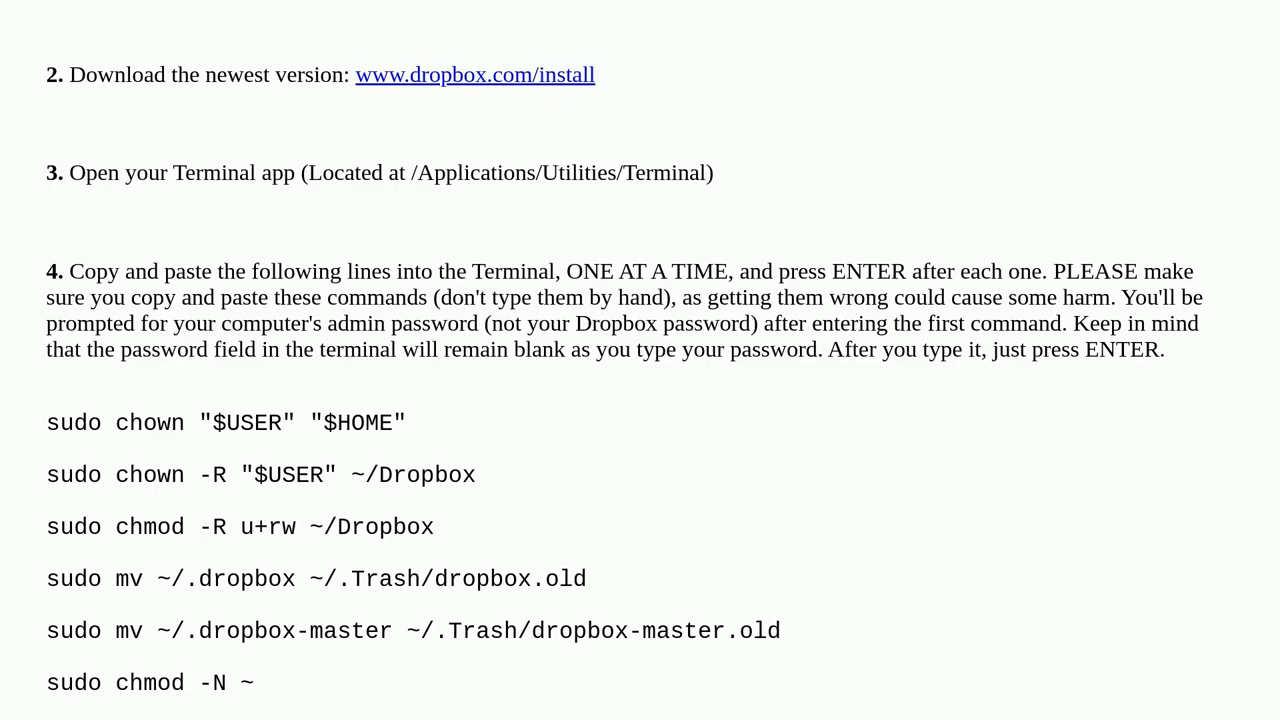 2. Download the newest version: www.dropbox.com/install
3. Open your Terminal app (Located at /Applications/Utilities/Terminal)
4. Copy and paste the following lines into the Terminal, ONE AT A TIME, and press ENTER after each one. PLEASE make
sure you copy and paste these commands (don't type them by hand), as getting them wrong could cause some harm. You'll be
prompted for your computer's admin password (not your Dropbox password) after entering the first command. Keep in mind
that the password field in the terminal will remain blank as you type your password. After you type it, just press ENTER.
sudo chown "$USER" "$HOME"
sudo chown -R "$USER" ~/Dropbox
sudo chmod -R u+rw ~/Dropbox
sudo mv ~/.dropbox ~/.Trash/dropbox.old
sudo mv ~/.dropbox-master ~/.Trash/dropbox-master.old
sudo chmod -N ~